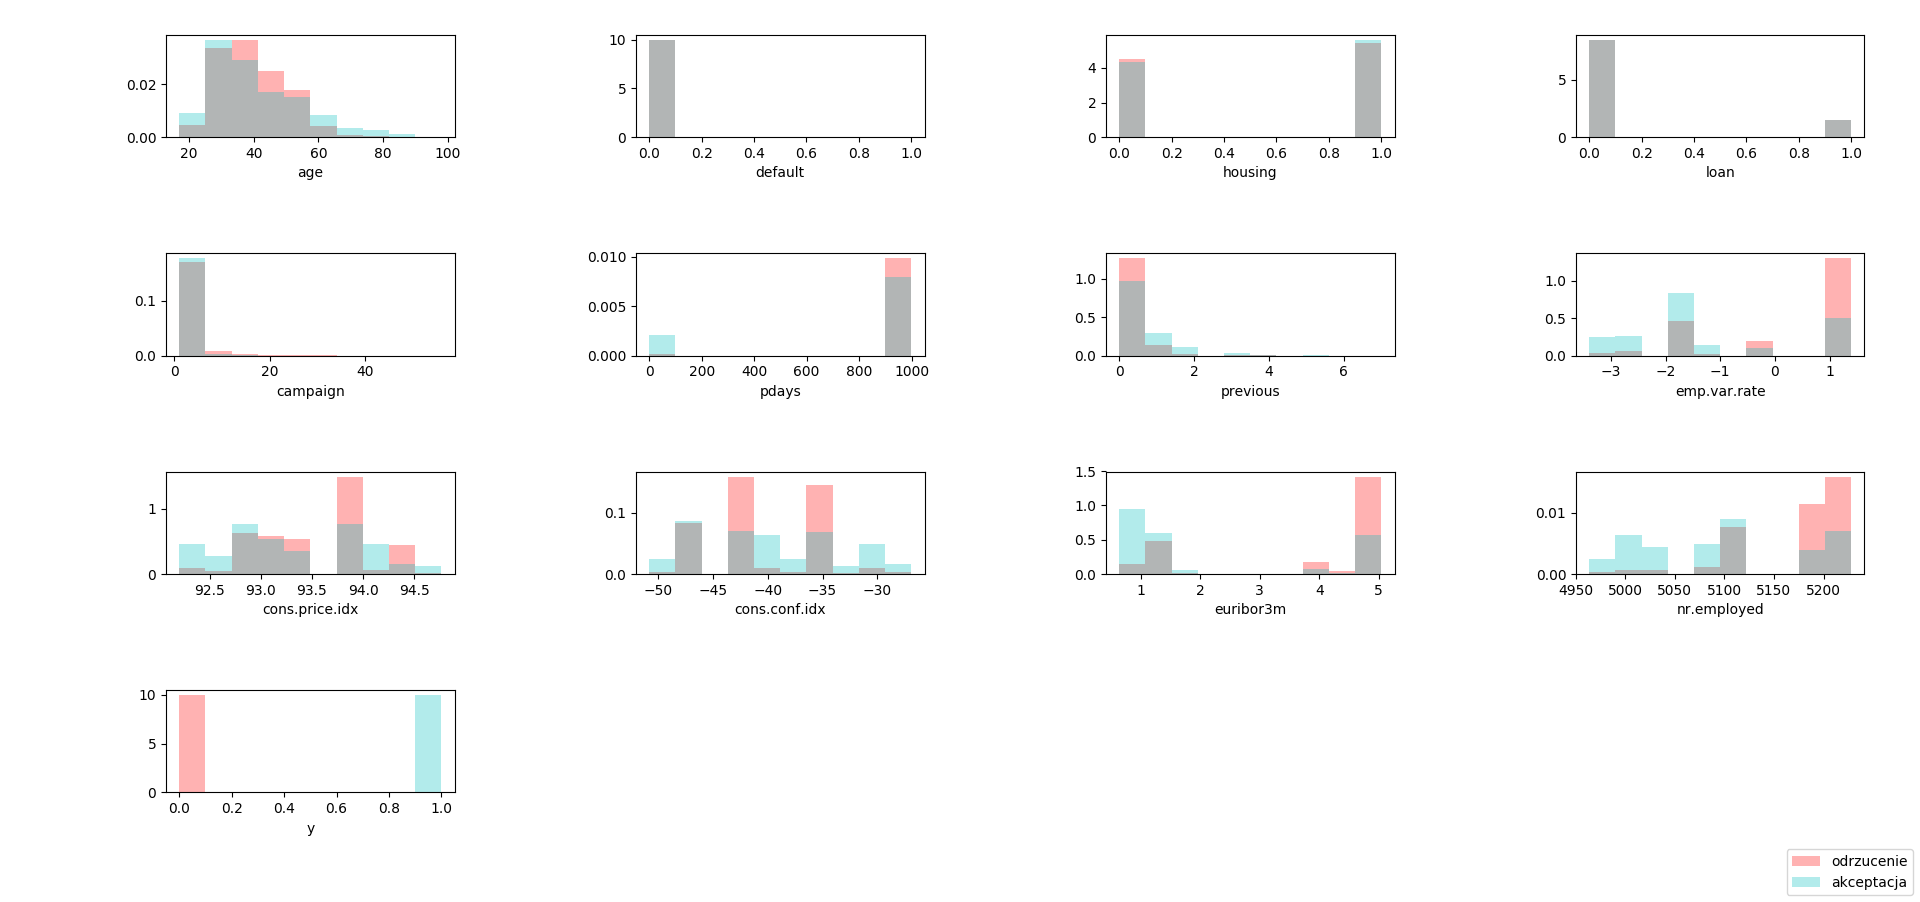 0.02
0.00
20 40 60 80 100
age
10
5
0
0.0 0.2 0.4 0.6 0.8 1.0
default
4
2
0
0.0 0.2 0.4 0.6 0.8 1.0
housing
5
0
0.0 0.2 0.4 0.6 0.8 1.0
loan
0.1
0.0
0 20 40
campaign
0.010
0.005
0.000
0 200 400 600 800 1000
pdays
1.0
0.5
0.0
0 2 4 6
previous
1.0
0.5
0.0
−3 −2 −1 0 1
emp.var.rate
1
0
92.5 93.0 93.5 94.0 94.5
cons.price.idx
0.1
0.0
−50 −45 −40 −35 −30
cons.conf.idx
1.5
1.0
0.5
0.0
1 2 3 4 5
euribor3m
0.01
0.00
4950 5000 5050 5100 5150 5200
nr.employed
10
5
0
0.0 0.2 0.4 0.6 0.8 1.0
y
odrzucenie
akceptacja